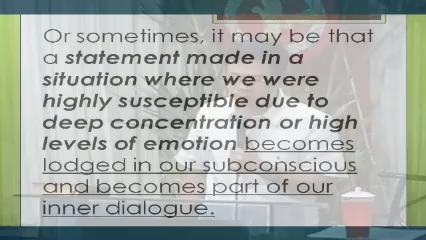 Or sometimes, it may be that
a statement made in a
situation where we were
highly susceptible due to
deep concentration or high
levels of emotion becomes
lodged in our subconscious
and becomes part of our
inner dialogue.